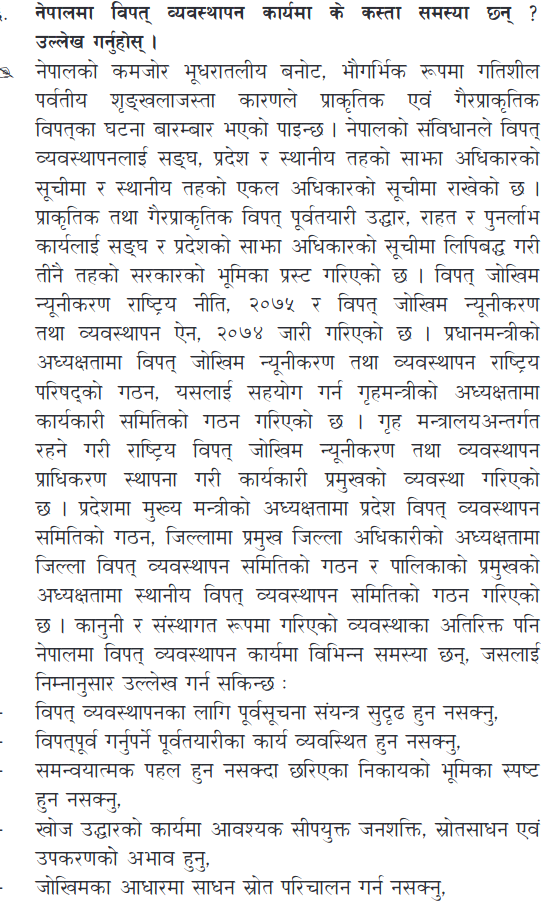 नेपालमा विपत् व्यवस्थापन कार्यमा के कस्ता समस्या छन् ?
उल्लेख गर्नुहोस् ।
नेपालको कमजोर भूधरातलीय बनोट, भौगर्भिक रूपमा गतिशील
पर्वतीय शृङ्खलाजस्ता कारणले प्राकृतिक एवं गैरप्राकृतिक
विपत्का घटना बारम्बार भएको पाइन्छ । नेपालको संविधानले विपत्
व्यवस्थापनलाई सङ्घ, प्रदेश र स्थानीय तहको साझा अधिकारको
सूचीमा र स्थानीय तहको एकल अधिकारको सूचीमा राखेको छ ।
प्राकृतिक तथा गैरप्राकृतिक विपत् पूर्वतयारी उद्धार, राहत र पुनर्लाभ
कार्यलाई सङ्घ र प्रदेशको साझा अधिकारको सूचीमा लिपिबद्ध गरी
तीनै तहको सरकारको भूमिका प्रस्ट गरिएको छ । विपत् जोखिम
न्यूनीकरण राष्ट्रिय नीति, २०७५ र विपत् जोखिम न्यूनीकरण
तथा व्यवस्थापन ऐन, २०७४ जारी गरिएको छ । प्रधानमन्त्रीको
अध्यक्षतामा विपत् जोखिम न्यूनीकरण तथा व्यवस्थापन राष्ट्रिय
परिषद्को गठन, यसलाई सहयोग गर्न गृहमन्त्रीको अध्यक्षतामा
कार्यकारी समितिको गठन गरिएको छ । गृह मन्त्रालयअन्तर्गत
रहने गरी राष्ट्रिय विपत् जोखिम न्यूनीकरण तथा व्यवस्थापन
प्राधिकरण स्थापना गरी कार्यकारी प्रमुखको व्यवस्था गरिएको
छ । प्रदेशमा मुख्य मन्त्रीको अध्यक्षतामा प्रदेश विपत् व्यवस्थापन
समितिको गठन, जिल्लामा प्रमुख जिल्ला अधिकारीको अध्यक्षतामा
जिल्ला विपत् व्यवस्थापन समितिको गठन र पालिकाको प्रमुखको
अध्यक्षतामा स्थानीय विपत् व्यवस्थापन समितिको गठन गरिएको
छ । कानुनी र संस्थागत रूपमा गरिएको व्यवस्थाका अतिरिक्त पनि
नेपालमा विपत् व्यवस्थापन कार्यमा विभिन्न समस्या छन्, जसलाई
निम्नानुसार उल्लेख गर्न सकिन्छ :
- विपत् व्यवस्थापनका लागि पूर्वसूचना संयन्त्र सुदृढ हुन नसक्नु,
- विपत्पूर्व गर्नुपर्ने पूर्वतयारीका कार्य व्यवस्थित हुन नसक्नु,
- समन्वयात्मक पहल हुन नसक्दा छरिएका निकायको भूमिका स्पष्ट
हुन नसक्नु,
- खोज उद्धारको कार्यमा आवश्यक सीपयुक्त जनशक्ति, स्रोतसाधन एवं
उपकरणको अभाव हुनु,
- जोखिमका आधारमा साधन स्रोत परिचालन गर्न नसक्नु,